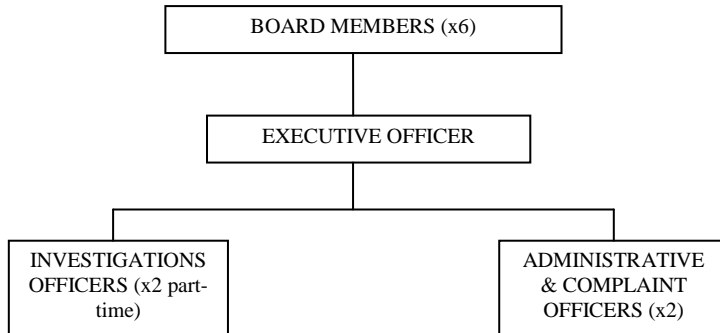 BOARD MEMBERS (x6)
EXECUTIVE OFFICER
INVESTIGATIONS
OFFICERS (x2 part-
time)
ADMINISTRATIVE
& COMPLAINT
OFFICERS (x2)